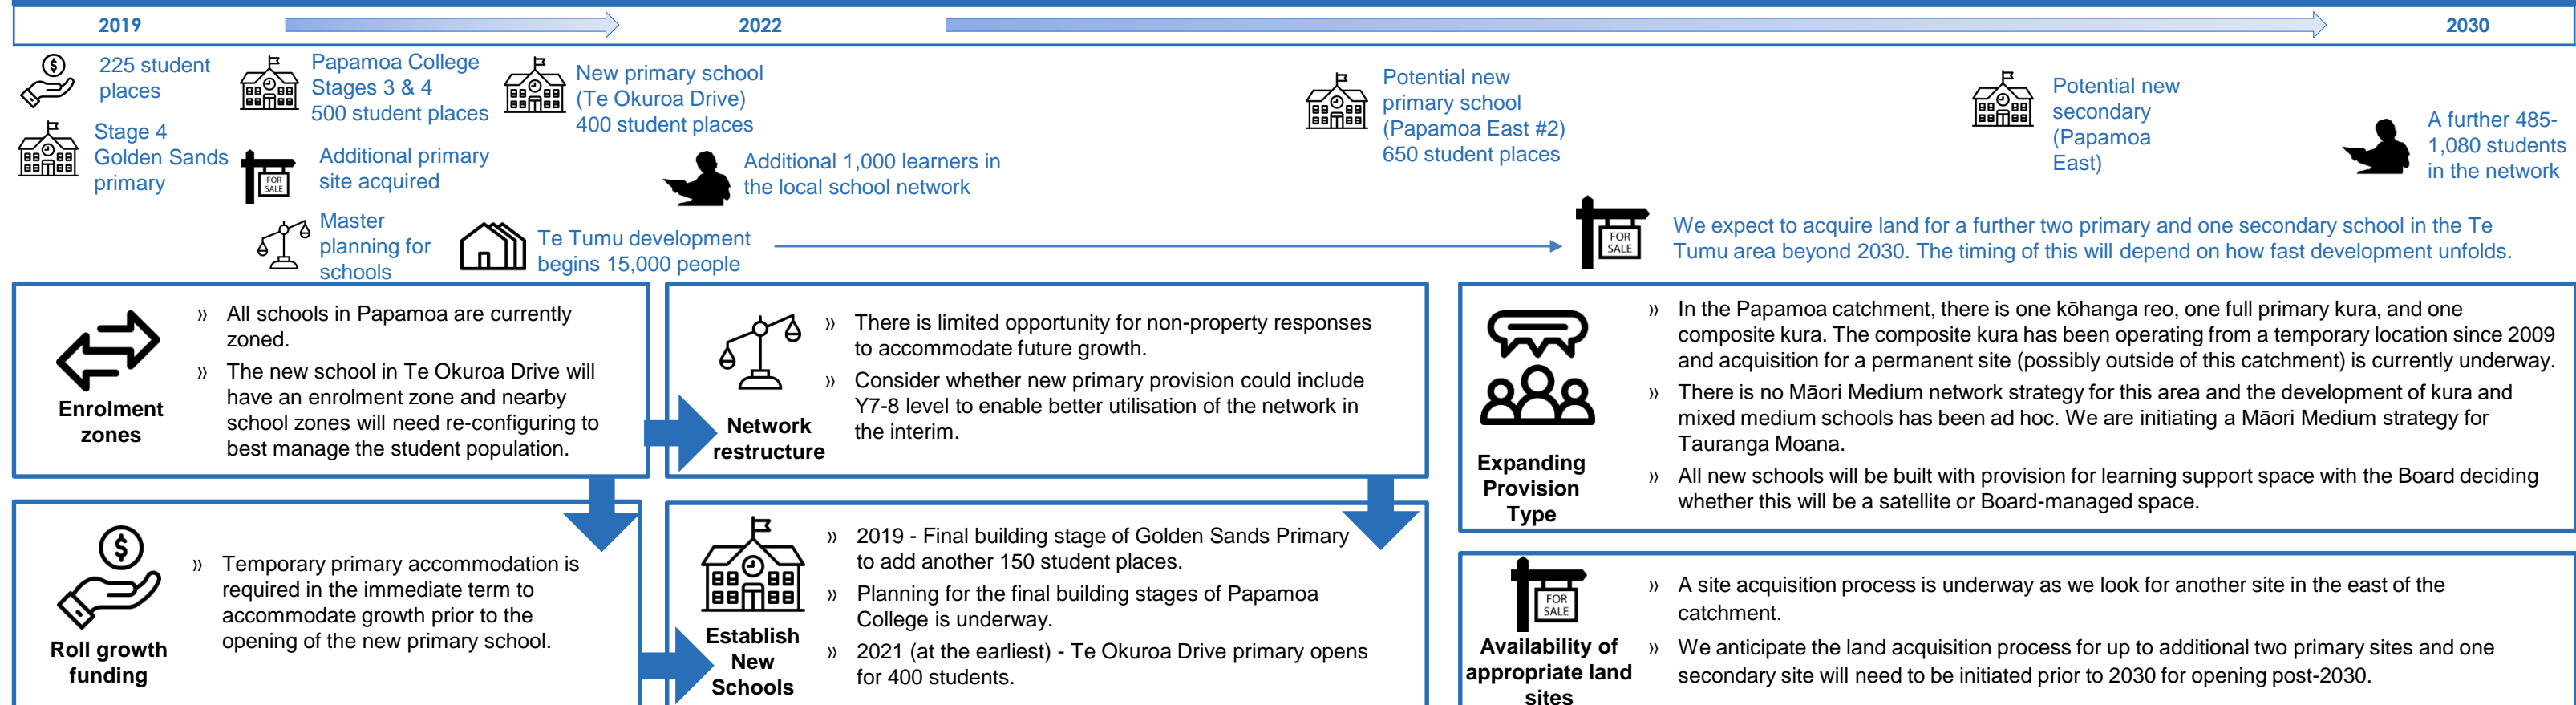 2019
2022
2030
225 student
places
Stage 4
Golden Sands
primary
Papamoa College
Stages 3 & 4
500 student places
Additional primary
site acquired
FOR
SALE
Master
planning for
schools
New primary school
(Te Okuroa Drive)
400 student places
Additional 1,000 learners in
the local school network
Te Tumu development
begins 15,000 people
Potential new
primary school
(Papamoa East #2)
650 student places
Potential new
secondary
(Papamoa
East)
A further 485-
1,080 students
in the network
FOR
SALE
We expect to acquire land for a further two primary and one secondary school in the Te
Tumu area beyond 2030. The timing of this will depend on how fast development unfolds.
Enrolment
zones
» All schools in Papamoa are currently
zoned.
» The new school in Te Okuroa Drive will
have an enrolment zone and nearby
school zones will need re-configuring to
best manage the student population.
Network
restructure
» There is limited opportunity for non-property responses
to accommodate future growth.
» Consider whether new primary provision could include
Y7-8 level to enable better utilisation of the network in
the interim.
Expanding
Provision
Type
» In the Papamoa catchment, there is one kōhanga reo, one full primary kura, and one
composite kura. The composite kura has been operating from a temporary location since 2009
and acquisition for a permanent site (possibly outside of this catchment) is currently underway.
» There is no Māori Medium network strategy for this area and the development of kura and
mixed medium schools has been ad hoc. We are initiating a Māori Medium strategy for
Tauranga Moana.
» All new schools will be built with provision for learning support space with the Board deciding
whether this will be a satellite or Board-managed space.
Roll growth
funding
» Temporary primary accommodation is
required in the immediate term to
accommodate growth prior to the
opening of the new primary school.
Establish
New
Schools
» 2019 - Final building stage of Golden Sands Primary
to add another 150 student places.
» Planning for the final building stages of Papamoa
College is underway.
» 2021 (at the earliest) - Te Okuroa Drive primary opens
for 400 students.
FOR
SALE
Availability of
appropriate land
sites
» A site acquisition process is underway as we look for another site in the east of the
catchment.
» We anticipate the land acquisition process for up to additional two primary sites and one
secondary site will need to be initiated prior to 2030 for opening post-2030.